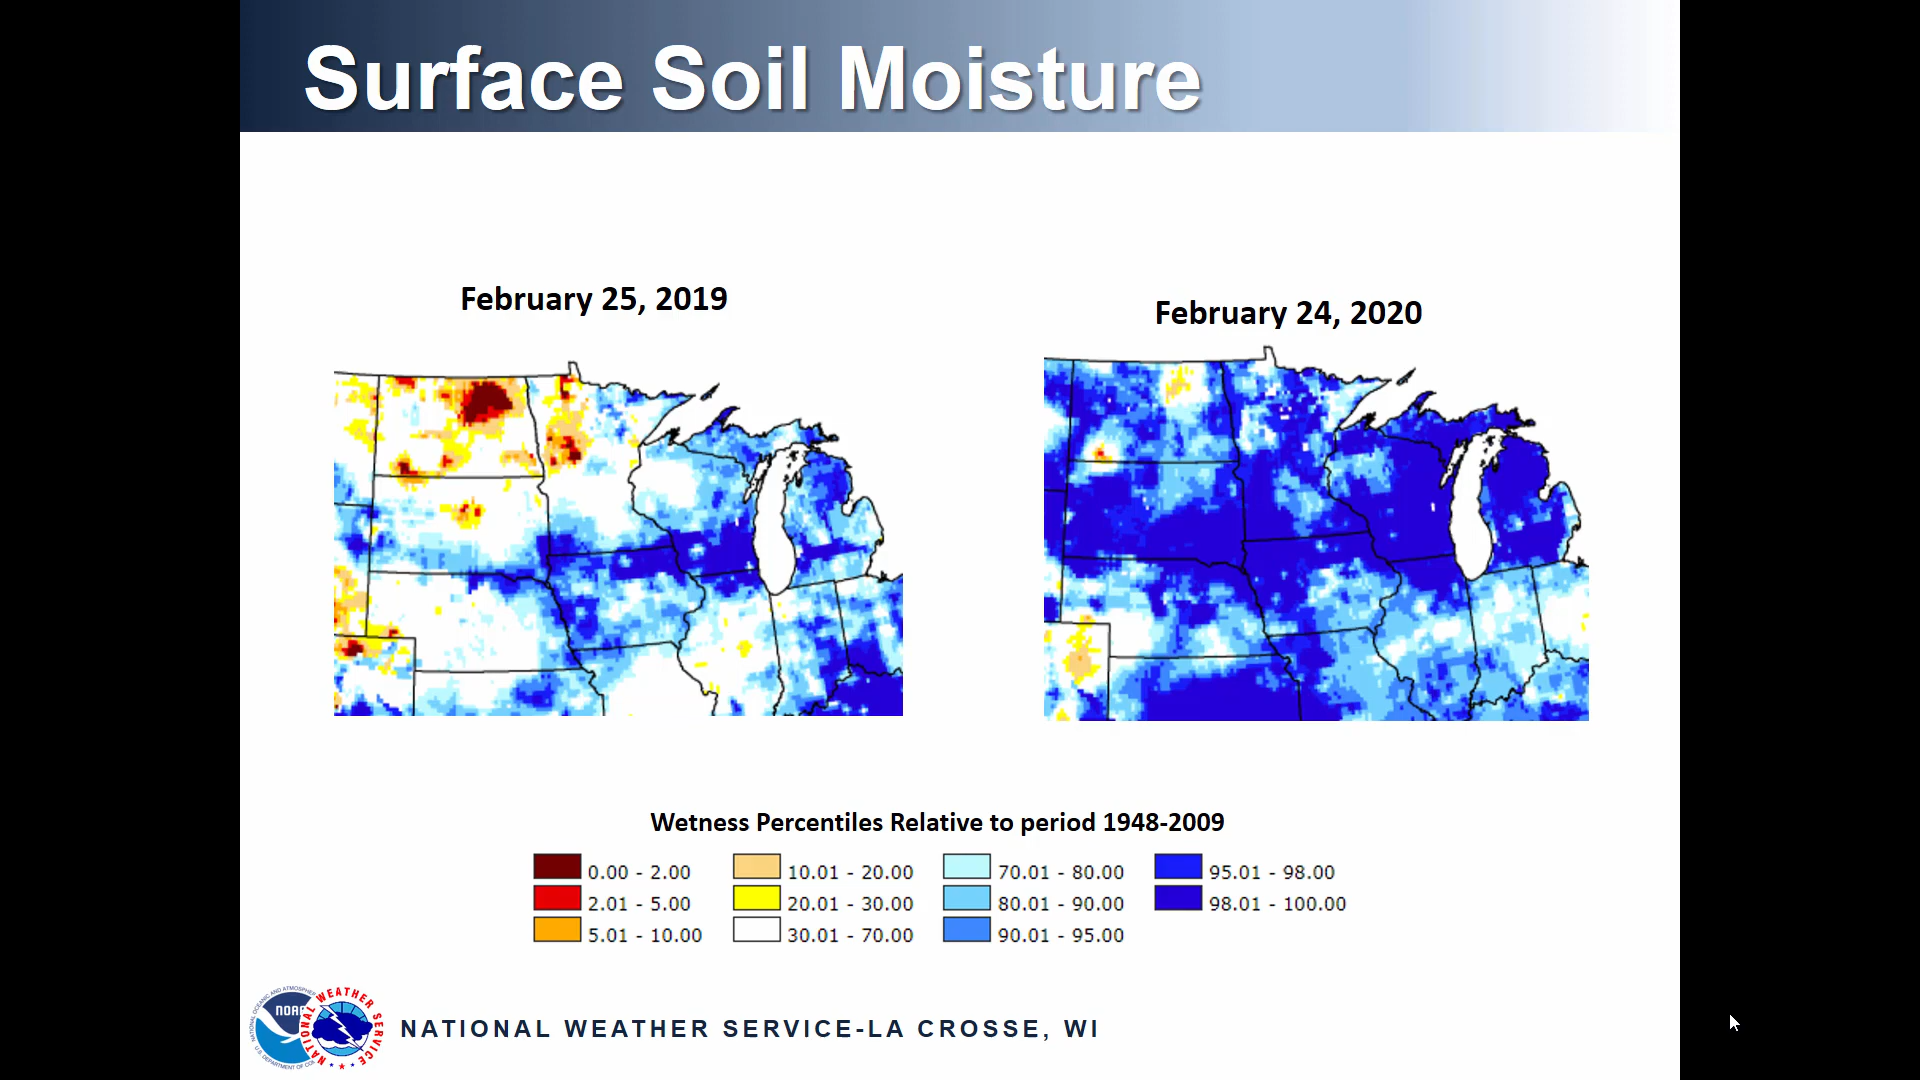 Surface Soil Moisture
February 25, 2019
February 24, 2020
Wetness Percentiles Relative to period 1948-2009
0.00 - 2.00
10.01 - 20.00
70.01 - 80.00
95.01 - 98.00
2.01 - 5.00
20.01 - 30.00
80.01 - 90.00
98.01 - 100.00
5.01 - 10.00
30.01 - 70.00
90.01 - 95.00
NATIONAL WEATHER SERVICE
NATIONAL WEATHER SERVICE-LA CROSSE, WI